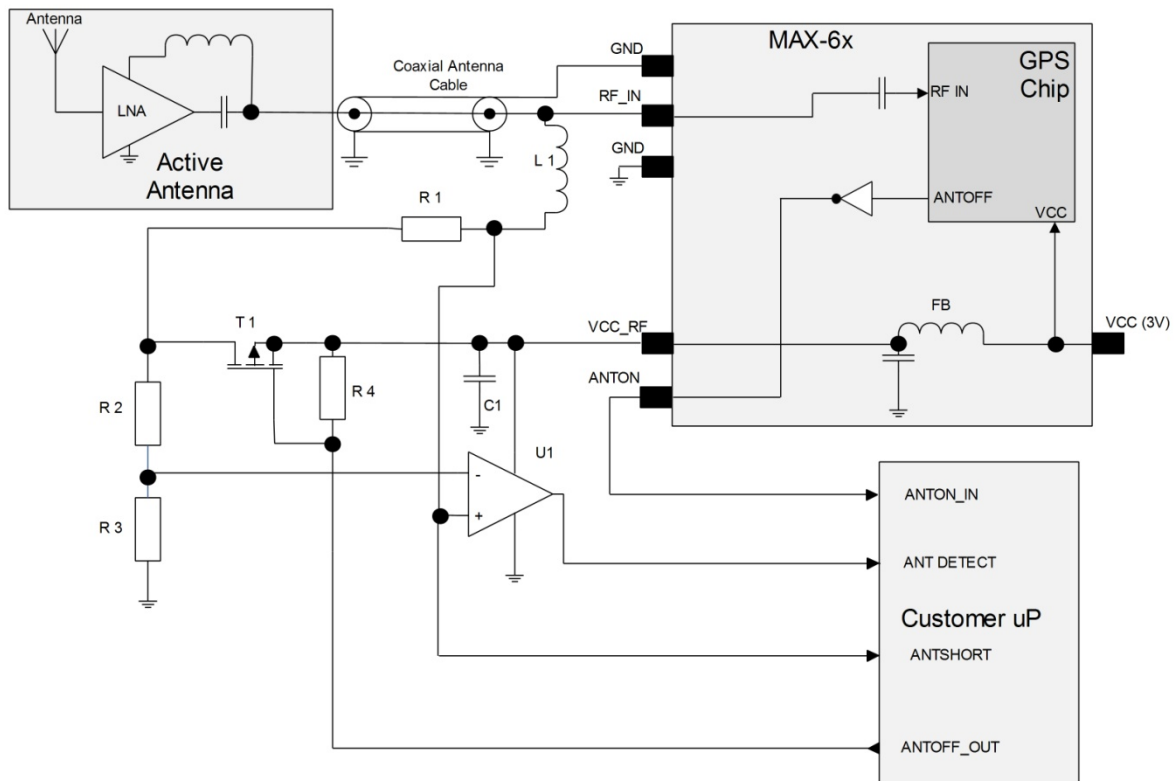 Antenna
LNA
Active
Antenna
Coaxial Antenna
Cable
GND
RF_IN
GND
MAX-6x
GPS
Chip
RF IN
ANTOFF
VCC
L 1
R 1
T 1
VCC_RF
FB
VCC (3V)
ANTON
R 4
C1
R 2
U1
-
+
R 3
ANTON_IN
ANT DETECT
Customer uP
ANTSHORT
ANTOFF_OUT